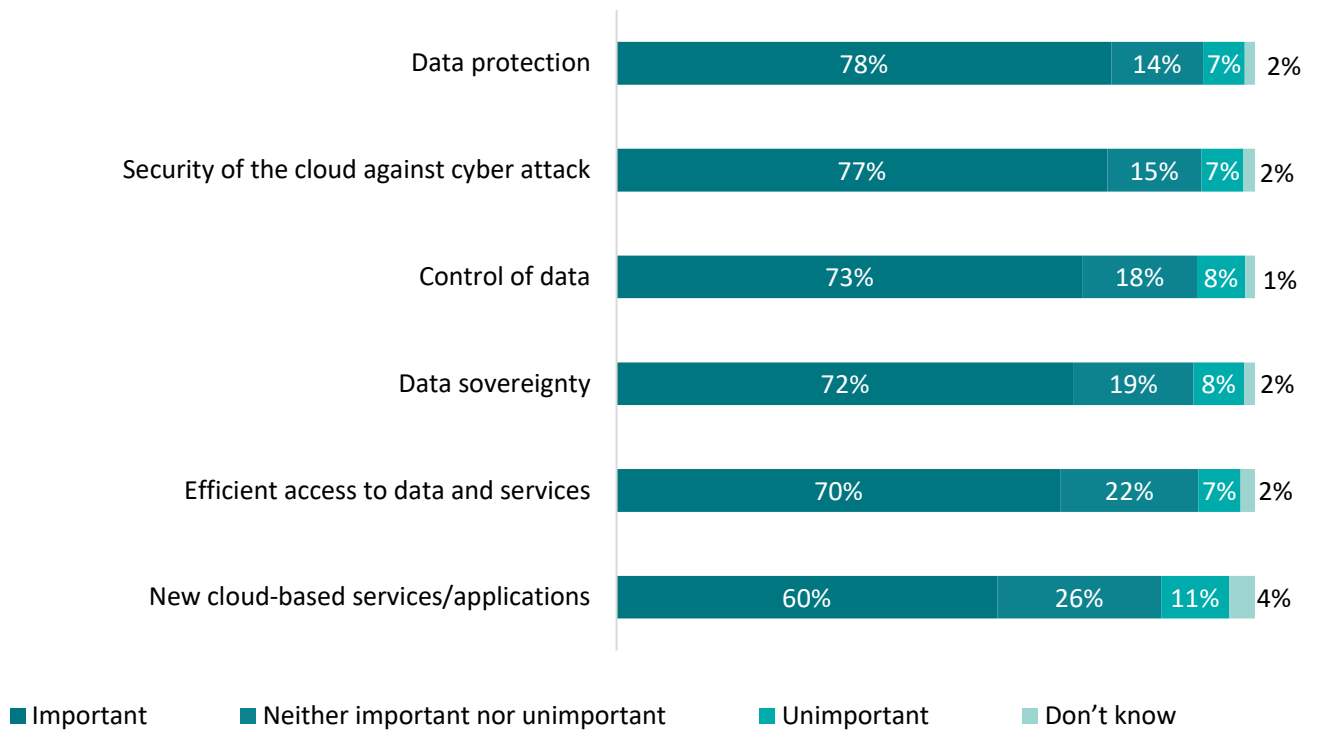 Data protection 78% 14% 7% 2%
Security of the cloud against cyber attack 77% 15% 7% 2%
Control of data 73% 18% 8% 1%
Data sovereignty 72% 19% 8% 2%
Efficient access to data and services 70% 22% 7% 2%
New cloud-based services/applications 60% 26% 11% 4%
Important Neither important nor unimportant Unimportant Don’t know